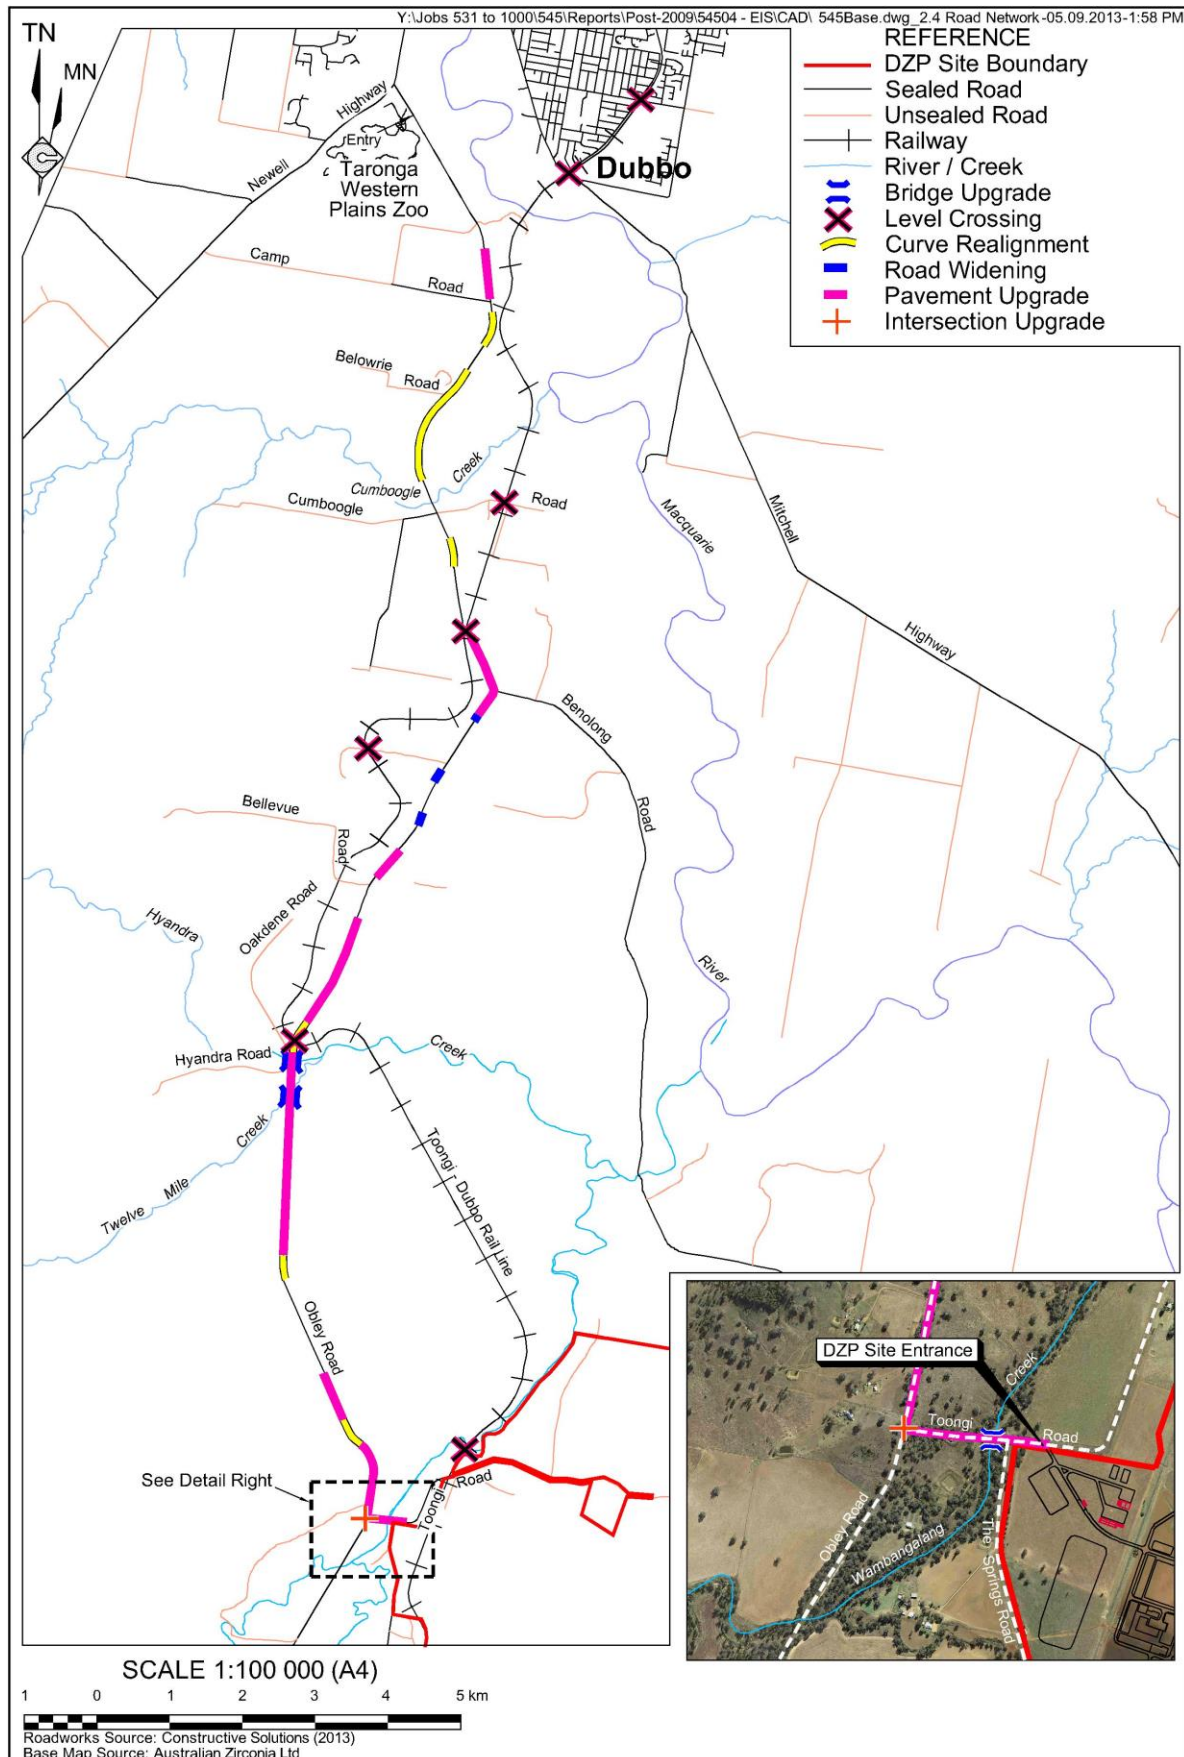 Y:\Jobs 531 to 1000\545\Reports\Post-2009\54504 - EIS\CAD\ 545Base.dwg_2.4 Road Network-05.09.2013-1:58 PM
TN
MN
REFERENCE
DZP Site Boundary
Sealed Road
Unsealed Road
Railway
River / Creek
Bridge Upgrade
Level Crossing
Curve Realignment
Road Widening
Pavement Upgrade
Intersection Upgrade
Newell
Highway
Entry
Taronga
Western
Plains Zoo
Dubbo
Camp
Road
Belowrie
Road
Cumboogle
Creek
Cumboogle
Road
Macquarie
River
Mitchell
Highway
Benolong
Road
Bellevue
Road
Oakdene Road
Hyandra
Creek
Hyandra Road
Twelve Mile
Creek
Toongi - Dubbo Rail Line
Obley Road
See Detail Right
Toongi
Road
DZP Site Entrance
Toongi
Road
Creek
Obley Road
Wambangalang
The Springs Road
SCALE 1:100 000 (A4)
1 0 1 2 3 4 5 km
Roadworks Source: Constructive Solutions (2013)
Base Map Source: Australian Zirconia Ltd